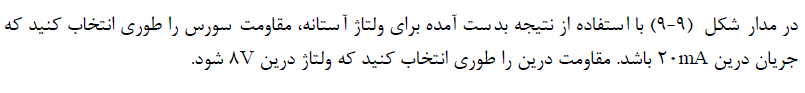 در مدار شکل (۹-۹) با استفاده از نتیجه بدست آمده برای ولتاژ آستانه، مقاومت سورس را طوری انتخاب کنید که
جریان درین ۲۰mA باشد. مقاومت درین را طوری انتخاب کنید که ولتاژ درین ۸V شود.